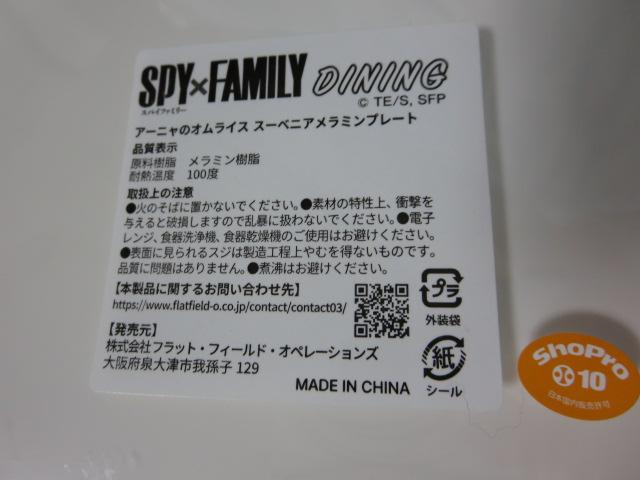 SPY×FAMILY DINING
スパイファミリー
© TE/S, SFP
アーニャのオムライス スーベニアメラミンプレート
品質表示
原料樹脂 メラミン樹脂
耐熱温度 100度
取扱上の注意
●火のそばに置かないでください。●素材の特性上、衝撃を
与えると破損しますので乱暴に扱わないでください。●電子
レンジ、食器洗浄機、食器乾燥機のご使用はお避けください。
●表面に見られるスジは製造工程上やむを得ないものです。
品質に問題はありません。●煮沸はお避けください。
【本製品に関するお問い合わせ先】
https://www.flatfield-o.co.jp/contact/contact03/
プラ
外装袋
【発売元】
株式会社フラット・フィールド・オペレーションズ
大阪府泉大津市我孫子 129
紙
シール
MADE IN CHINA
ShoPro
10
日本国内販売許可